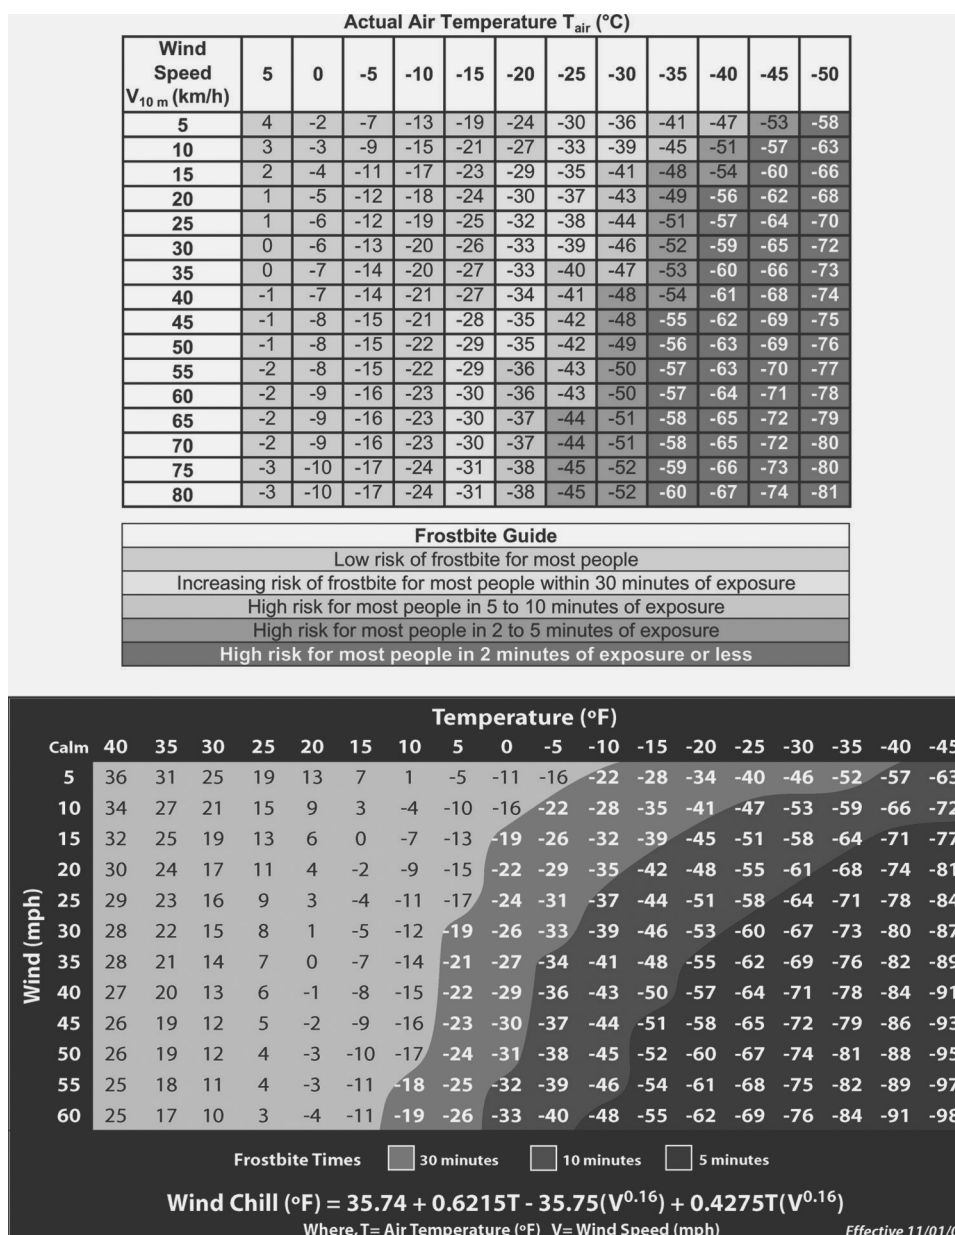 Actual Air Temperature Tair (°C)
Wind Speed V10 m (km/h) 5 0 -5 -10 -15 -20 -25 -30 -35 -40 -45 -50
5 4 -2 -7 -13 -19 -24 -30 -36 -41 -47 -53 -58
10 3 -3 -9 -15 -21 -27 -33 -39 -45 -51 -57 -63
15 2 -4 -11 -17 -23 -29 -35 -41 -48 -54 -60 -66
20 1 -5 -12 -18 -24 -30 -37 -43 -49 -56 -62 -68
25 1 -6 -12 -19 -25 -32 -38 -44 -51 -57 -64 -70
30 0 -6 -13 -20 -26 -33 -39 -46 -52 -59 -65 -72
35 0 -7 -14 -20 -27 -33 -40 -47 -53 -60 -66 -73
40 -1 -7 -14 -21 -27 -34 -41 -48 -54 -61 -68 -74
45 -1 -8 -15 -21 -28 -35 -42 -48 -55 -62 -69 -75
50 -1 -8 -15 -22 -29 -35 -42 -49 -56 -63 -69 -76
55 -2 -8 -15 -22 -29 -36 -43 -50 -57 -63 -70 -77
60 -2 -9 -16 -23 -30 -36 -43 -50 -57 -64 -71 -78
65 -2 -9 -16 -23 -30 -37 -44 -51 -58 -65 -72 -79
70 -2 -9 -16 -23 -30 -37 -44 -51 -58 -65 -72 -80
75 -3 -10 -17 -24 -31 -38 -45 -52 -59 -66 -73 -80
80 -3 -10 -17 -24 -31 -38 -45 -52 -60 -67 -74 -81
Frostbite Guide
Low risk of frostbite for most people
Increasing risk of frostbite for most people within 30 minutes of exposure
High risk for most people in 5 to 10 minutes of exposure
High risk for most people in 2 to 5 minutes of exposure
High risk for most people in 2 minutes of exposure or less
Temperature (ºF)
Calm 40 35 30 25 20 15 10 5 0 -5 -10 -15 -20 -25 -30 -35 -40 -45
5 36 31 25 19 13 7 1 -5 -11 -16 -22 -28 -34 -40 -46 -52 -57 -63
10 34 27 21 15 9 3 -4 -10 -16 -22 -28 -35 -41 -47 -53 -59 -66 -72
15 32 25 19 13 6 0 -7 -13 -19 -26 -32 -39 -45 -51 -58 -64 -71 -77
20 30 24 17 11 4 -2 -9 -15 -22 -29 -35 -42 -48 -55 -61 -68 -74 -81
25 29 23 16 9 3 -4 -11 -17 -24 -31 -37 -44 -51 -58 -64 -71 -78 -84
30 28 22 15 8 1 -5 -12 -19 -26 -33 -39 -46 -53 -60 -67 -73 -80 -87
35 28 21 14 7 0 -7 -14 -21 -27 -34 -41 -48 -55 -62 -69 -76 -82 -89
40 27 20 13 6 -1 -8 -15 -22 -29 -36 -43 -50 -57 -64 -71 -78 -84 -91
45 26 19 12 5 -2 -9 -16 -23 -30 -37 -44 -51 -58 -65 -72 -79 -86 -93
50 26 19 12 4 -3 -10 -17 -24 -31 -38 -45 -52 -60 -67 -74 -81 -88 -95
55 25 18 11 4 -3 -11 -18 -25 -32 -39 -46 -54 -61 -68 -75 -82 -89 -97
60 25 17 10 3 -4 -11 -19 -26 -33 -40 -48 -55 -62 -69 -76 -84 -91 -98
Wind (mph)
Frostbite Times 30 minutes 10 minutes 5 minutes
Wind Chill (ºF) = 35.74 + 0.6215T - 35.75(V0.16) + 0.4275T(V0.16)
Where, T= Air Temperature (ºF) V= Wind Speed (mph) Effective 11/01/0